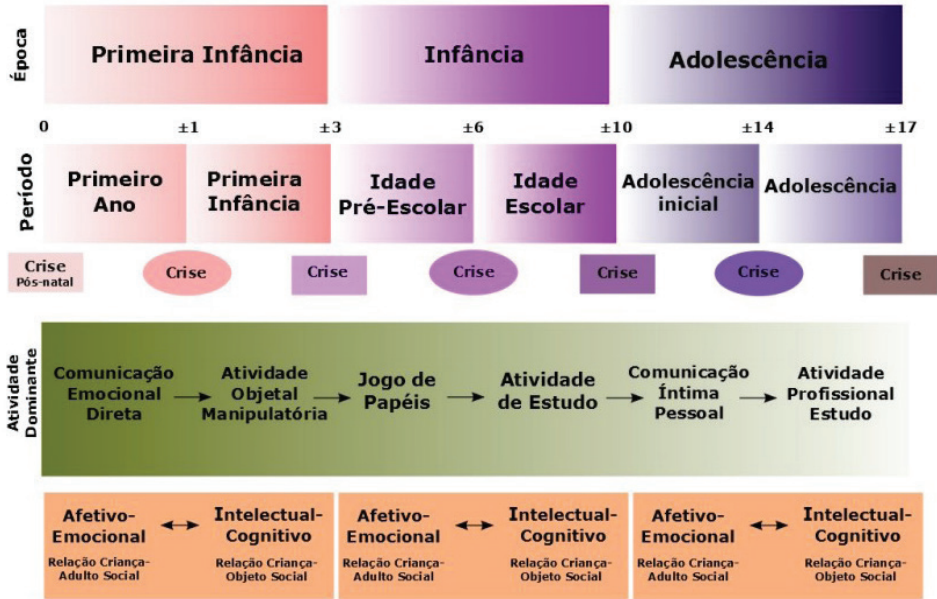 Época
Primeira Infância
Infância
Adolescência
0
±1
±3
±6
±10
±14
±17
Período
Primeiro
Ano
Primeira
Infância
Idade
Pré-Escolar
Idade
Escolar
Adolescência
inicial
Adolescência
Crise
Pós-natal
Crise
Crise
Crise
Crise
Crise
Crise
Atividade
Dominante
Comunicação
Emocional
Direta
Atividade
Objetal
Manipulatória
Jogo de
Papéis
Atividade
de Estudo
Comunicação
Íntima
Pessoal
Atividade
Profissional
Estudo
Afetivo-
Emocional
Relação Criança-
Adulto Social
Intelectual-
Cognitivo
Relação Criança-
Objeto Social
Afetivo-
Emocional
Relação Criança-
Adulto Social
Intelectual-
Cognitivo
Relação Criança-
Objeto Social
Afetivo-
Emocional
Relação Criança-
Adulto Social
Intelectual-
Cognitivo
Relação Criança-
Objeto Social